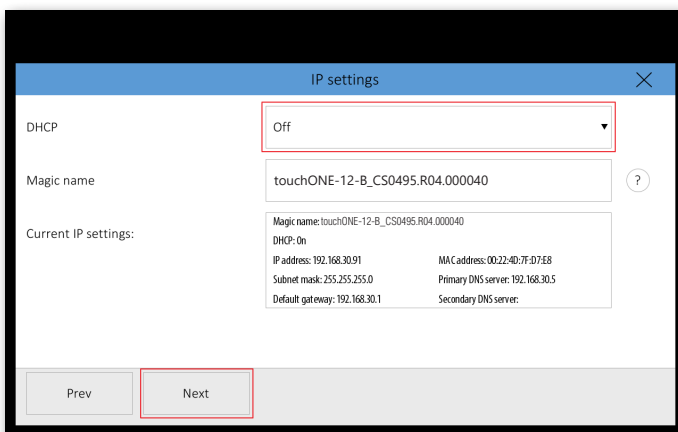 IP settings
DHCP
Off
Magic name
touchONE-12-B_CS0495.R04.000040
?
Current IP settings:
Magic name: touchONE-12-B_CS0495.R04.000040
DHCP: 0n
IP address: 192.168.30.91 MAC address: 00:22:4D:7F:D7:E8
Subnet mask: 255.255.255.0 Primary DNS server: 192.168.30.5
Default gateway: 192.168.30.1 Secondary DNS server:
Prev Next